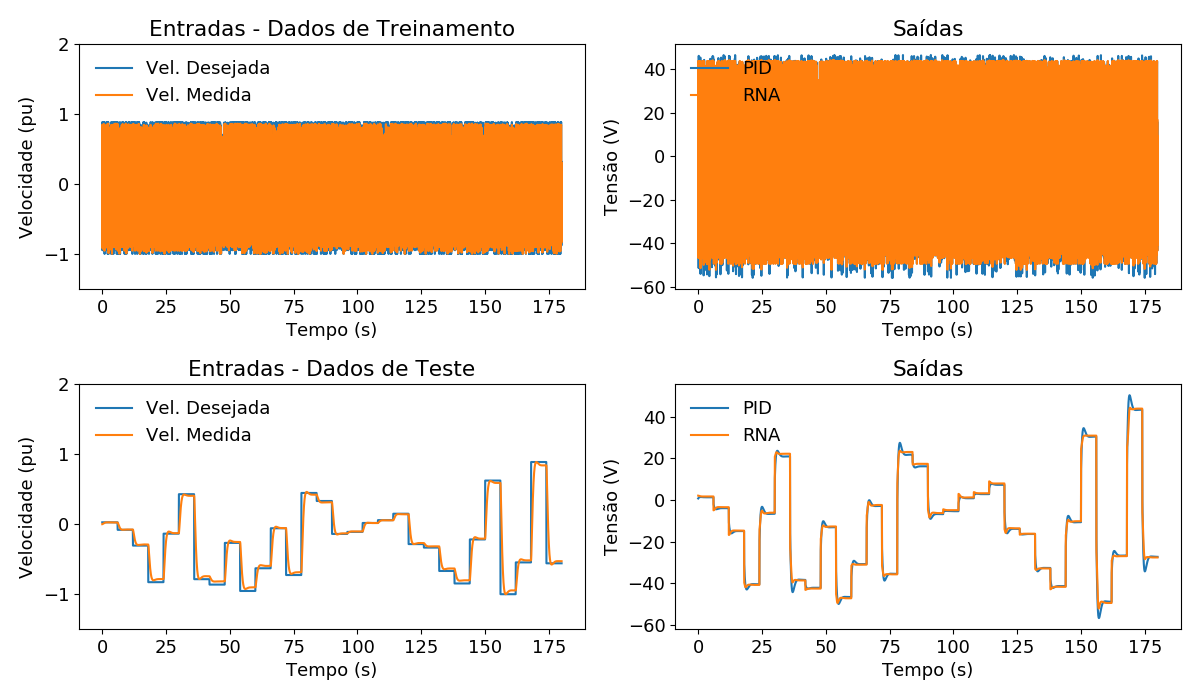 Entradas - Dados de Treinamento
Velocidade (pu)
2
1
0
−1
Vel. Desejada
Vel. Medida
0 25 50 75 100 125 150 175
Tempo (s)
Saídas
Tensão (V)
40
20
0
−20
−40
−60
PID
RNA
0 25 50 75 100 125 150 175
Tempo (s)
Entradas - Dados de Teste
Velocidade (pu)
2
1
0
−1
Vel. Desejada
Vel. Medida
0 25 50 75 100 125 150 175
Tempo (s)
Saídas
Tensão (V)
40
20
0
−20
−40
−60
PID
RNA
0 25 50 75 100 125 150 175
Tempo (s)